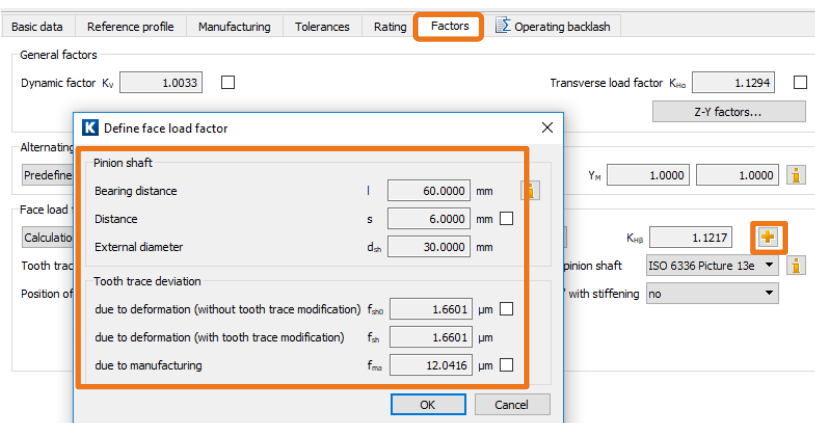 Basic data Reference profile Manufacturing Tolerances Rating Factors Operating backlash
General factors
Dynamic factor KV 1.0033 Transverse load factor KHα 1.1294
Z-Y factors...
K Define face load factor
Alternating
Pinion shaft
Predefine YM 1.0000 1.0000
Bearing distance l 60.0000 mm
Face load
Distance s 6.0000 mm
Calculatio KHβ 1.1217
External diameter dsh 30.0000 mm
Tooth trac pinion shaft ISO 6336 Picture 13e
Tooth trace deviation
Position of with stiffening no
due to deformation (without tooth trace modification) fsh0 1.6601 µm
due to deformation (with tooth trace modification) fsh 1.6601 µm
due to manufacturing fma 12.0416 µm
OK Cancel